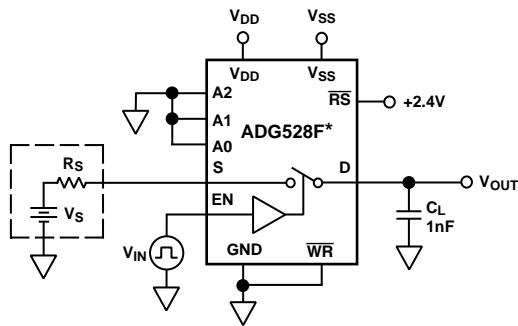 VDD VSS
VDD VSS
A2 RS +2.4V
A1 ADG528F*
A0
S D VOUT
RS
EN CL
1nF
VS
VIN
GND WR